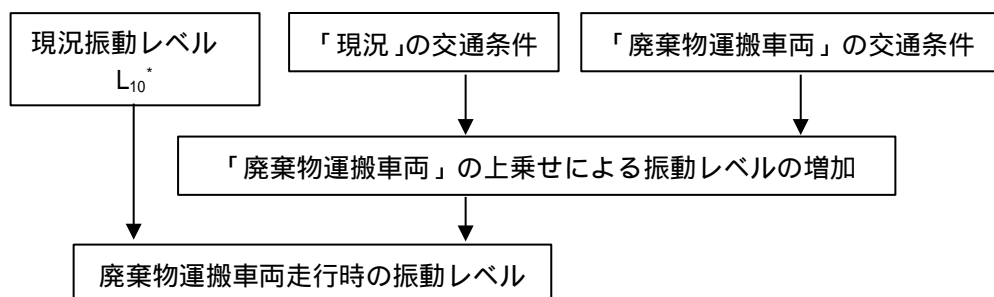 現況振動レベル
L₁₀*
「現況」の交通条件
「廃棄物運搬車両」の交通条件
「廃棄物運搬車両」の上乗せによる振動レベルの増加
廃棄物運搬車両走行時の振動レベル